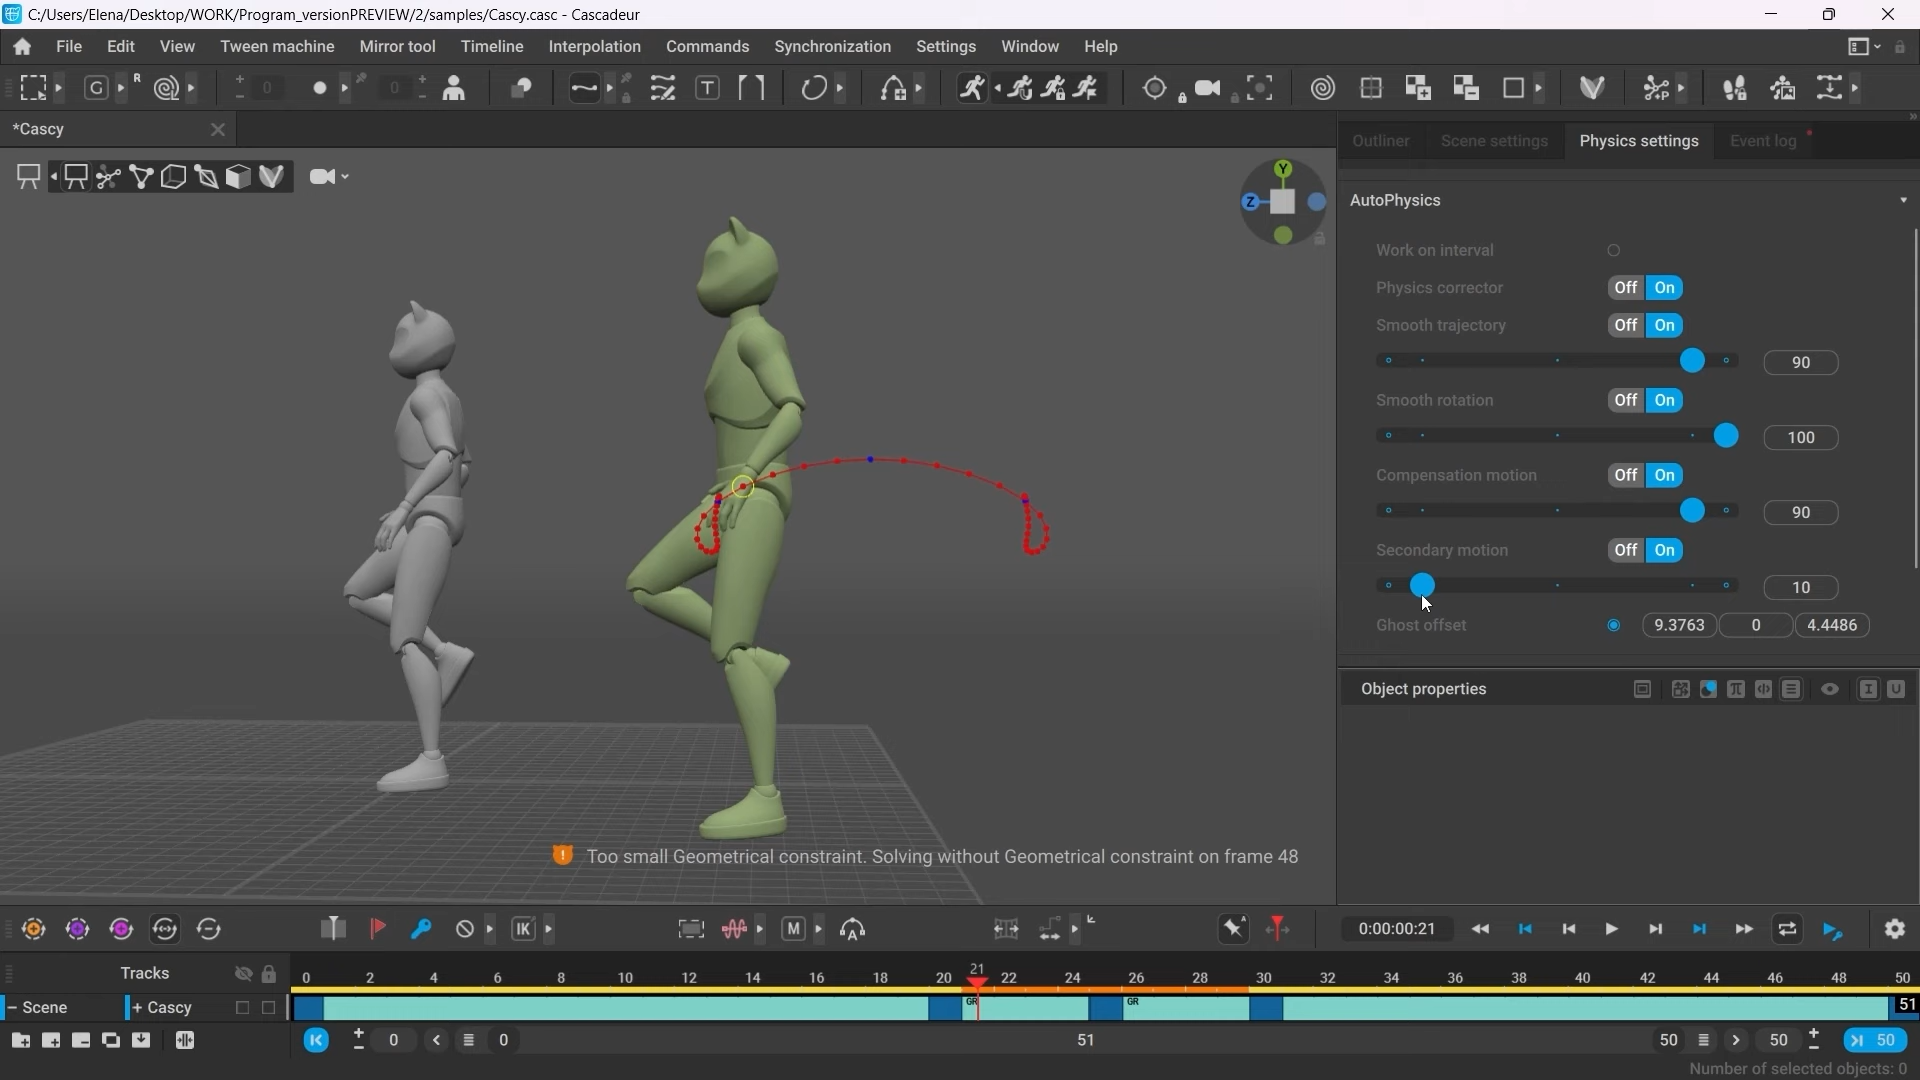 C:/Users/Elena/Desktop/WORK/Program_versionPREVIEW/2/samples/Cascy.casc - Cascadeur
File Edit View Tween machine Mirror tool Timeline Interpolation Commands Synchronization Settings Window Help
G R 0 0 T P
*Cascy
Outliner Scene settings Physics settings Event log
Y
Z
AutoPhysics
Work on interval
Physics corrector Off On
Smooth trajectory Off On
90
Smooth rotation Off On
100
Compensation motion Off On
90
Secondary motion Off On
10
Ghost offset 9.3763 0 4.4486
Object properties
I U
Too small Geometrical constraint. Solving without Geometrical constraint on frame 48
IK M A 0:00:00:21
Tracks 0 2 4 6 8 10 12 14 16 18 20 21 22 24 26 28 30 32 34 36 38 40 42 44 46 48 50
- Scene + Cascy GR GR 51
0 0 51 50 50 50
Number of selected objects: 0